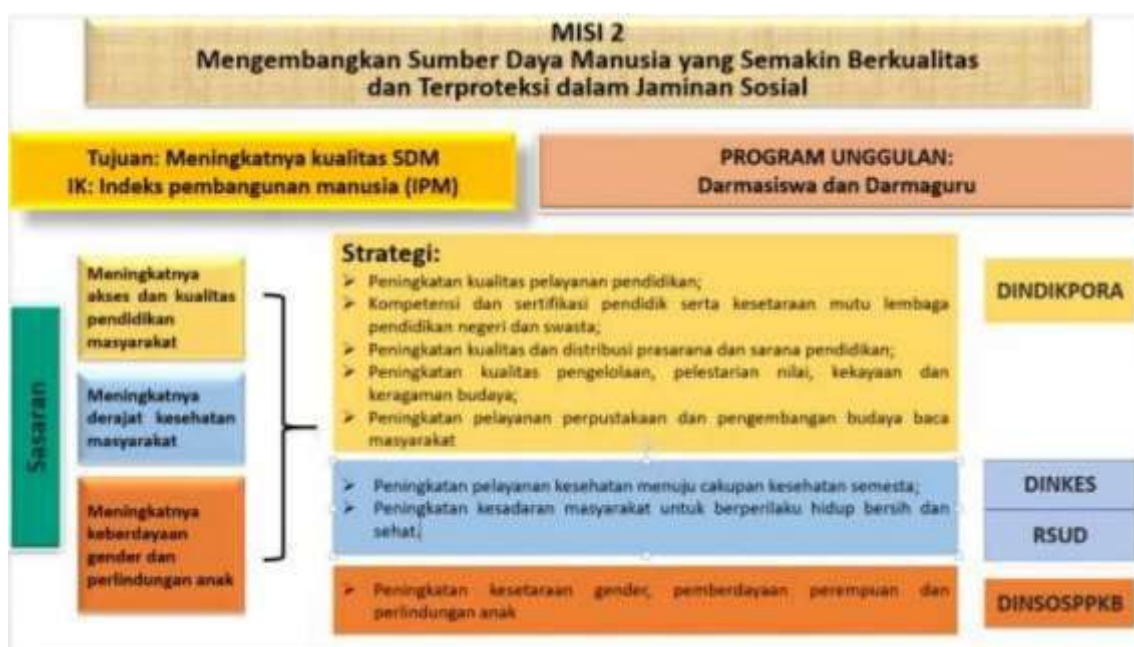 MISI 2
Mengembangkan Sumber Daya Manusia yang Semakin Berkualitas
dan Terproteksi dalam Jaminan Sosial
Tujuan: Meningkatnya kualitas SDM
IK: Indeks pembangunan manusia (IPM)
PROGRAM UNGGULAN:
Darmasiswa dan Darmaguru
Sasaran
Meningkatnya
akses dan kualitas
pendidikan
masyarakat
Meningkatnya
derajat kesehatan
masyarakat
Meningkatnya
keberdayaan
gender dan
perlindungan anak
Strategi:
➢ Peningkatan kualitas pelayanan pendidikan;
➢ Kompetensi dan sertifikasi pendidik serta kesetaraan mutu lembaga
pendidikan negeri dan swasta;
➢ Peningkatan kualitas dan distribusi prasarana dan sarana pendidikan;
➢ Peningkatan kualitas pengelolaan, pelestarian nilai, kekayaan dan
keragaman budaya;
➢ Peningkatan pelayanan perpustakaan dan pengembangan budaya baca
masyarakat
➢ Peningkatan pelayanan kesehatan menuju cakupan kesehatan semesta;
➢ Peningkatan kesadaran masyarakat untuk berperilaku hidup bersih dan
sehat;
➢ Peningkatan kesetaraan gender, pemberdayaan perempuan dan
perlindungan anak
DINDIKPORA
DINKES
RSUD
DINSOSPPKB